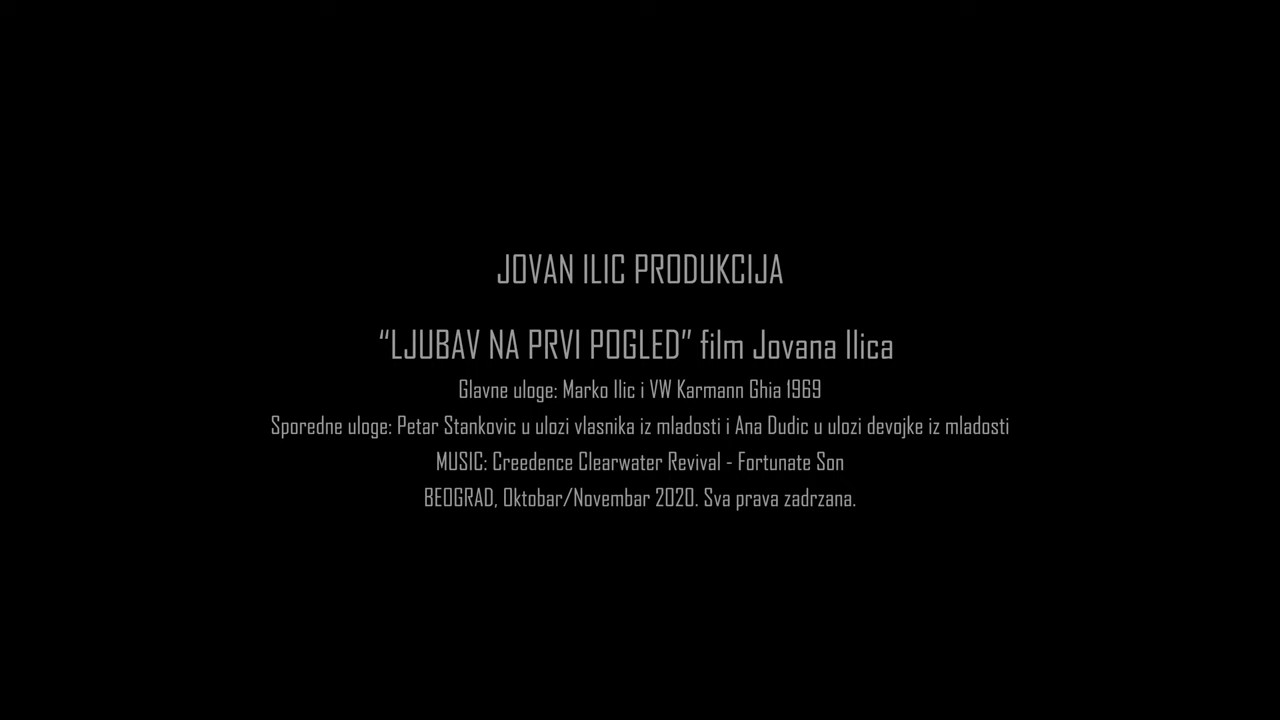 JOVAN ILIC PRODUKCIJA
“LJUBAV NA PRVI POGLED” film Jovana Ilica
Glavne uloge: Marko Ilic i VW Karmann Ghia 1969
Sporedne uloge: Petar Stankovic u ulozi vlasnika iz mladosti i Ana Dudic u ulozi devojke iz mladosti
MUSIC: Creedence Clearwater Revival - Fortunate Son
BEOGRAD, Oktobar/Novembar 2020. Sva prava zadrzana.